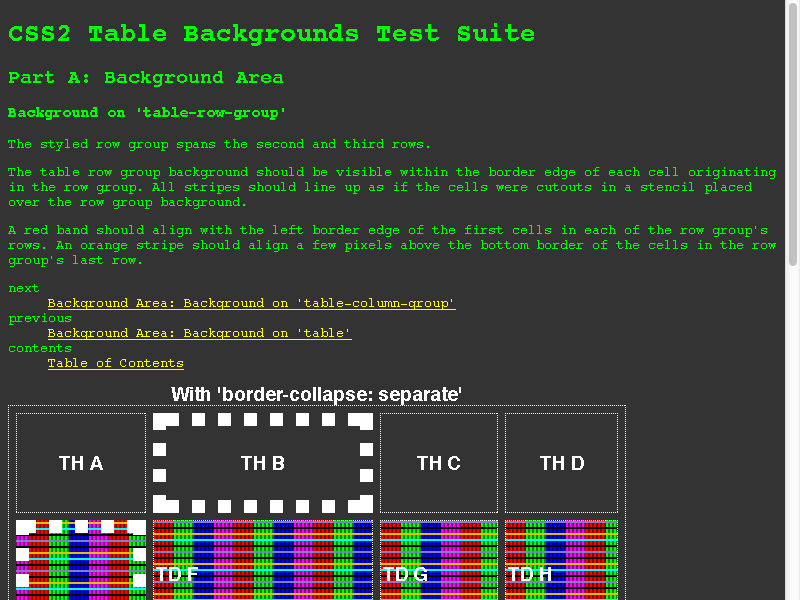 CSS2 Table Backgrounds Test Suite
Part A: Background Area
Background on 'table-row-group'
The styled row group spans the second and third rows.
The table row group background should be visible within the border edge of each cell originating
in the row group. All stripes should line up as if the cells were cutouts in a stencil placed
over the row group background.
A red band should align with the left border edge of the first cells in each of the row group's
rows. An orange stripe should align a few pixels above the bottom border of the cells in the row
group's last row.
next
Background Area: Background on 'table-column-group'
previous
Background Area: Background on 'table'
contents
Table of Contents
With 'border-collapse: separate'
TH A
TH B
TH C
TH D
TD F
TD G
TD H